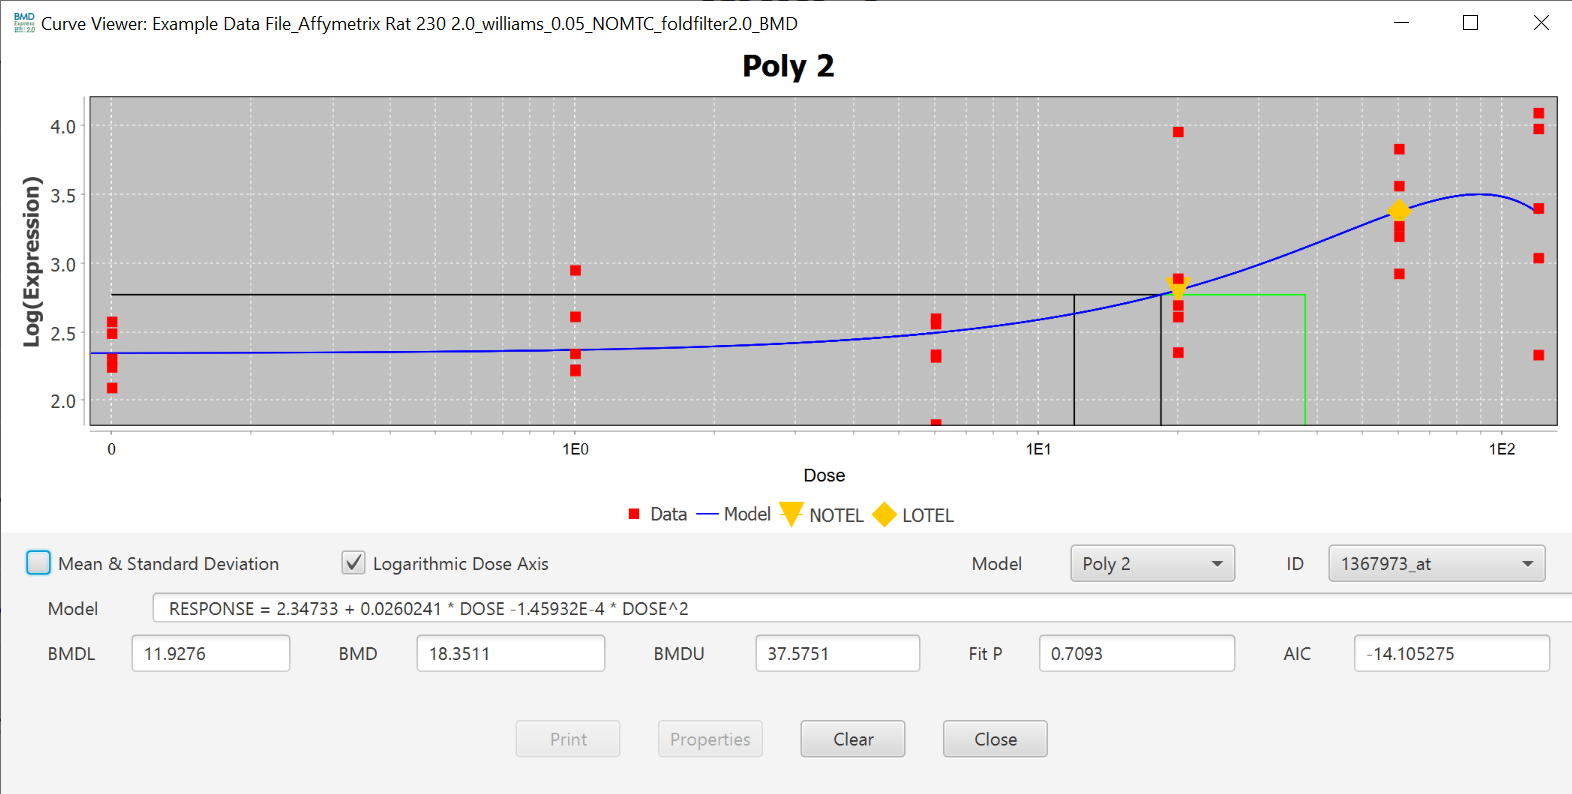 BMD Express 2.0 Curve Viewer: Example Data File_Affymetrix Rat 230 2.0_williams_0.05_NOMTC_foldfilter2.0_BMD
Poly 2
Log(Expression)
4.0
3.5
3.0
2.5
2.0
0 1E0 1E1 1E2
Dose
Data Model NOTEL LOTEL
Mean & Standard Deviation Logarithmic Dose Axis Model Poly 2 ID 1367973_at
Model RESPONSE = 2.34733 + 0.0260241 * DOSE -1.45932E-4 * DOSE^2
BMDL 11.9276 BMD 18.3511 BMDU 37.5751 Fit P 0.7093 AIC -14.105275
Print Properties Clear Close